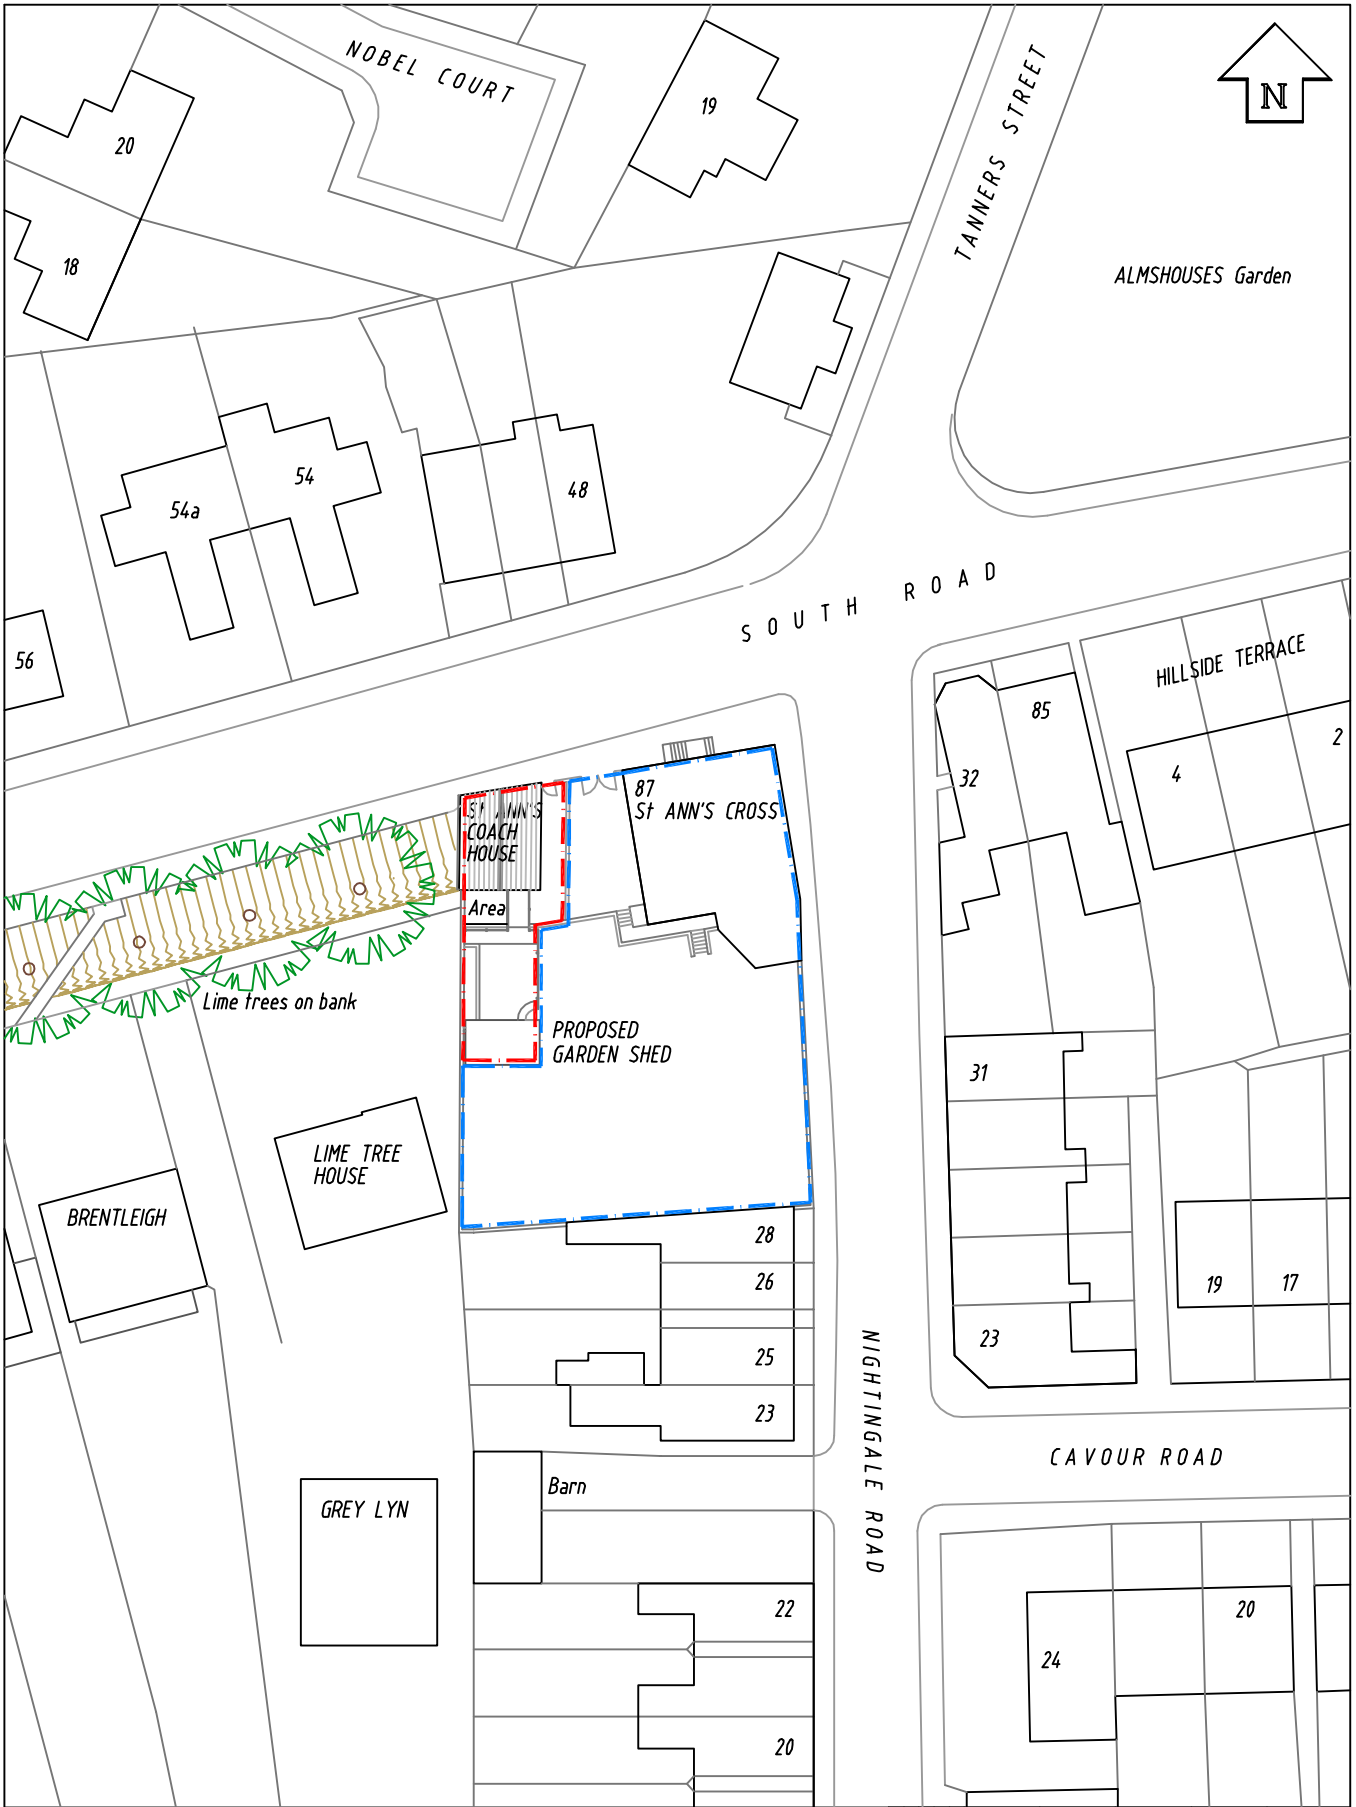 NOBEL COURT
N
20
19
TANNERS STREET
18
ALMSHOUSES Garden
54
54a
48
SOUTH ROAD
56
HILLSIDE TERRACE
85
2
32
4
87
St ANN'S CROSS
St ANN'S
COACH
HOUSE
Area
Lime trees on bank
PROPOSED
GARDEN SHED
31
LIME TREE
HOUSE
BRENTLEIGH
28
26
19
17
23
25
23
NIGHTINGALE ROAD
CAVOUR ROAD
Barn
GREY LYN
22
20
24
20